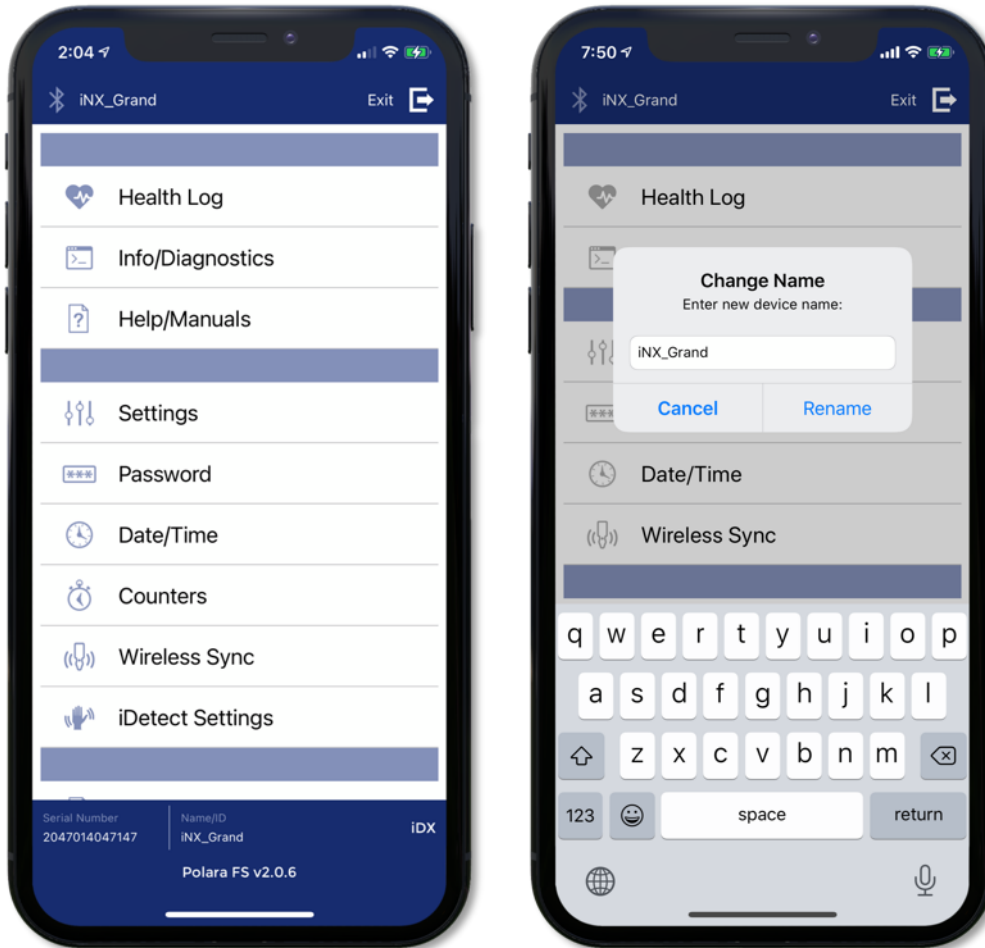 2:04
iNX_Grand
Exit
Health Log
Info/Diagnostics
Help/Manuals
Settings
Password
Date/Time
Counters
Wireless Sync
iDetect Settings
Serial Number
2047014047147
Name/ID
iNX_Grand
iDX
Polara FS v2.0.6
7:50
iNX_Grand
Exit
Health Log
Change Name
Enter new device name:
iNX_Grand
Cancel
Rename
Date/Time
Wireless Sync
q w e r t y u i o p
a s d f g h j k l
z x c v b n m
123
space
return